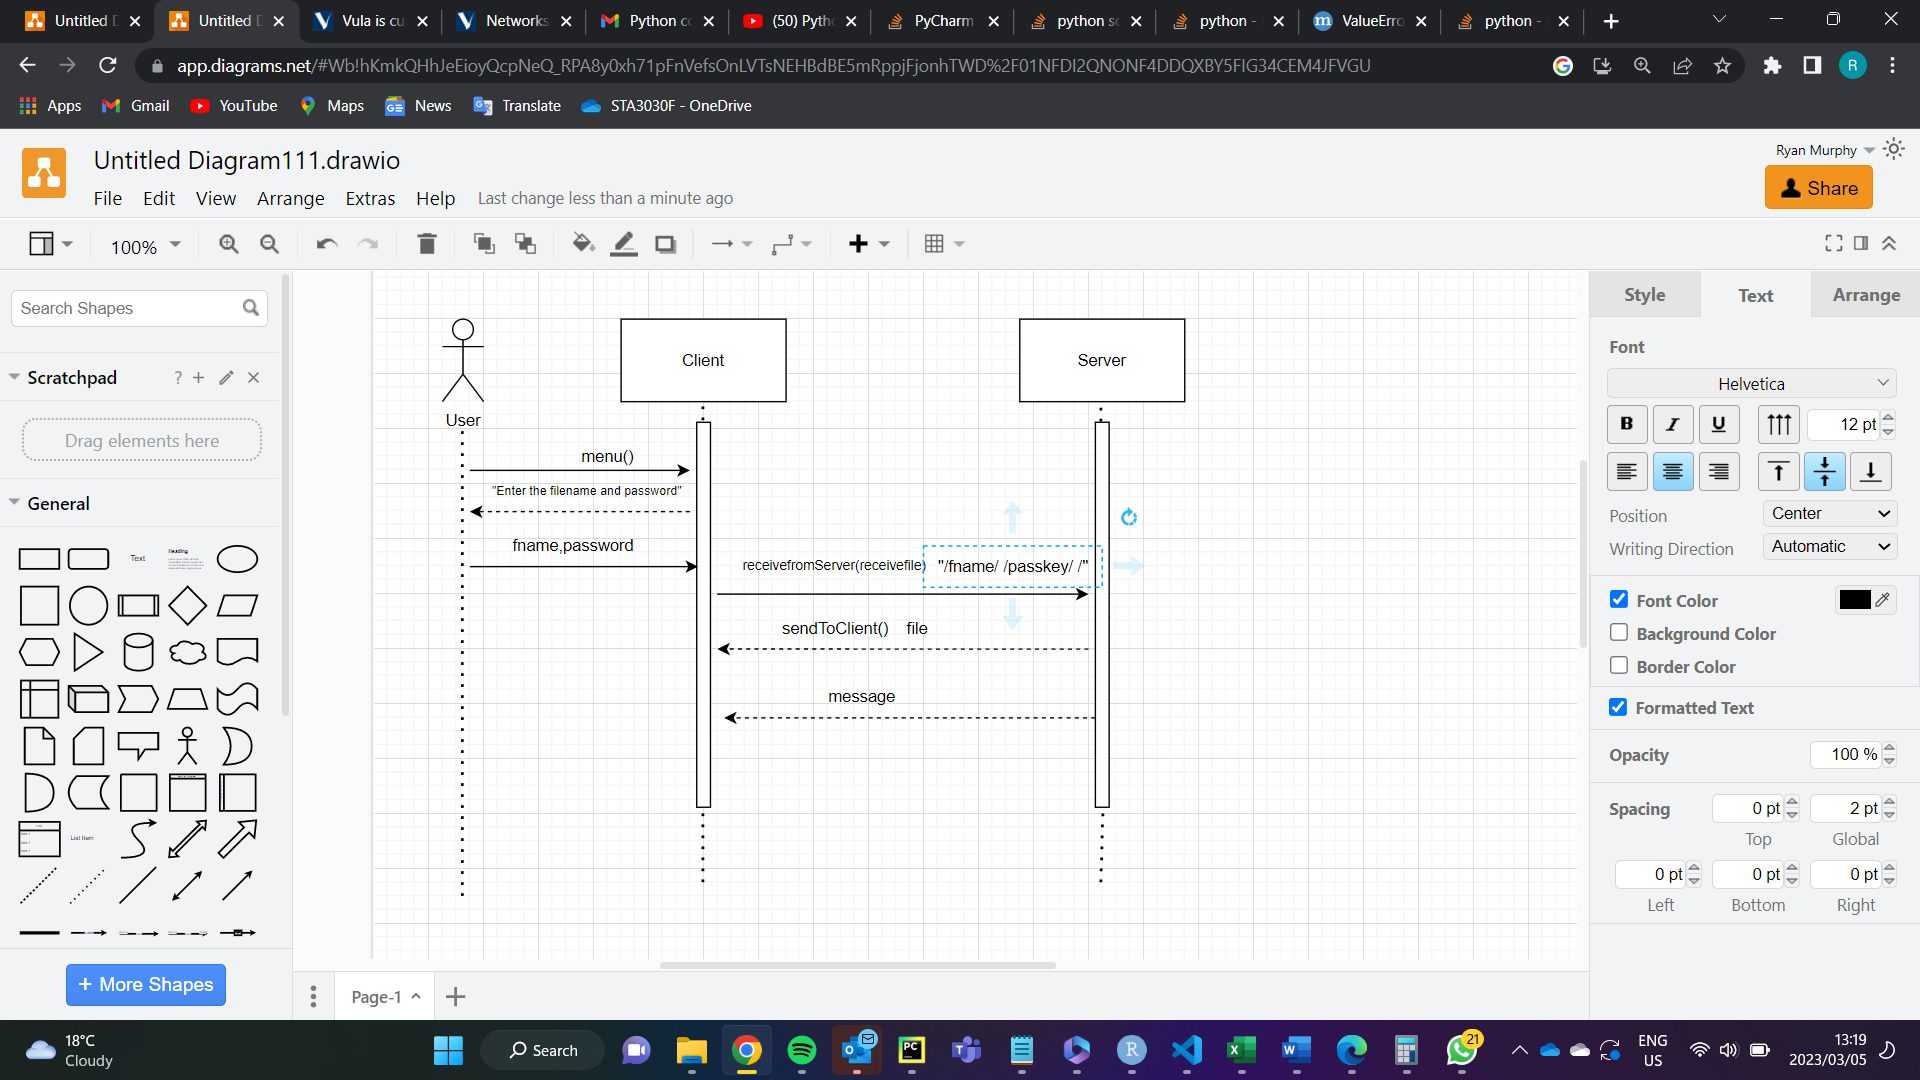 Untitled D
Untitled D
Vula is cu
Networks
Python co
(50) Pytho
PyCharm
python so
python -
ValueErro
python -
app.diagrams.net/#Wb!hKmkQHhJeEioyQcpNeQ_RPA8y0xh71pFnVefsOnLVTsNEHBdBE5mRppjFjonhTWD%2F01NFDI2QNONF4DDQXBY5FIG34CEM4JFVGU
R
Apps
Gmail
YouTube
Maps
News
Translate
STA3030F - OneDrive
Untitled Diagram111.drawio
Ryan Murphy
File Edit View Arrange Extras Help Last change less than a minute ago
Share
100%
Search Shapes
Scratchpad
?
Drag elements here
General
Text
Heading
List Item
+ More Shapes
User
Client
Server
menu()
"Enter the filename and password"
fname,password
receivefromServer(receivefile)
"/fname/ /passkey/ /"
sendToClient() file
message
Page-1
Style
Text
Arrange
Font
Helvetica
B
I
U
12 pt
Position
Center
Writing Direction
Automatic
Font Color
Background Color
Border Color
Formatted Text
Opacity
100 %
Spacing
0 pt
2 pt
Top
Global
0 pt
0 pt
0 pt
Left
Bottom
Right
18°C
Cloudy
Search
PC
R
21
ENG
US
13:19
2023/03/05